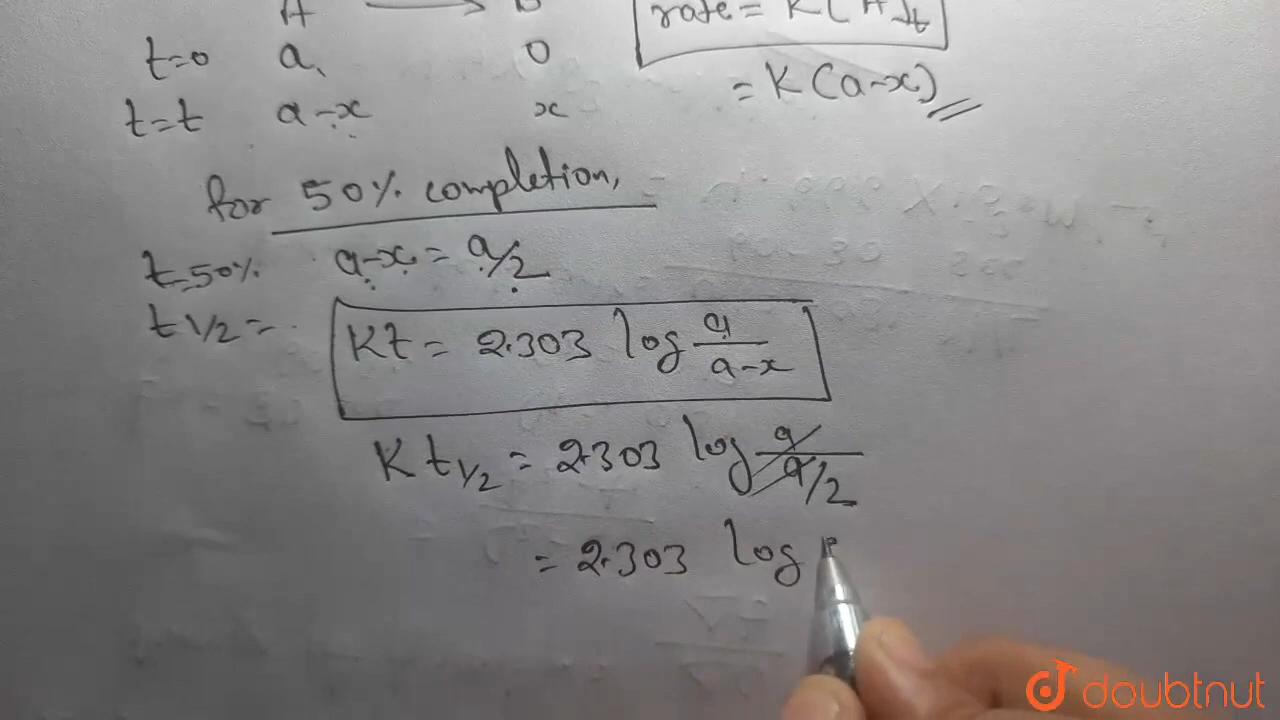 A → B
rate = K[A]t
t=0 a 0
= K(a-x)
t=t a-x x
for 50% completion,
t50% a-x = a/2
t1/2 =
Kt = 2.303 log a/a-x
Kt1/2 = 2.303 log a/a/2
= 2.303 log
doubtnut